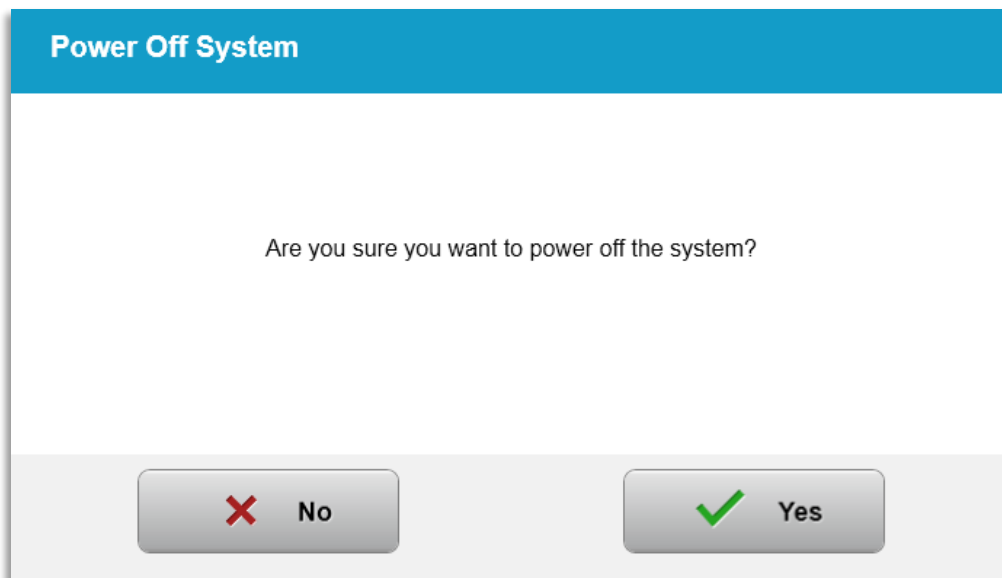 Power Off System
Are you sure you want to power off the system?
No
Yes